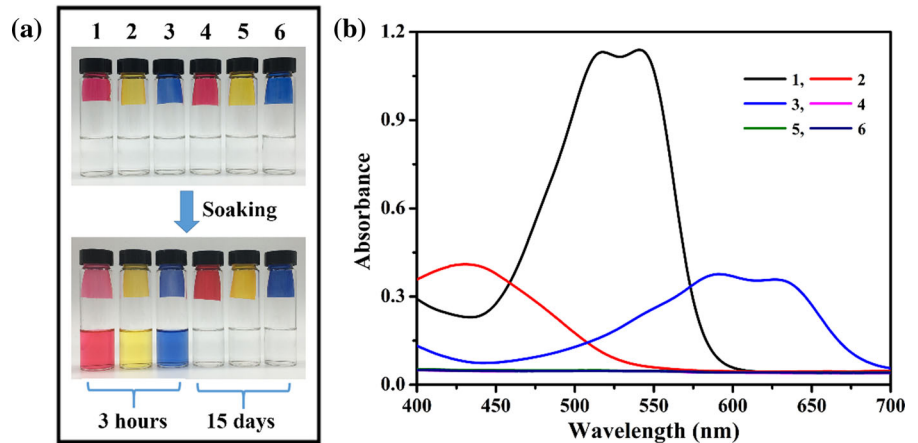 (a)
1 2 3 4 5 6
Soaking
3 hours 15 days
(b)
1.2
0.9
0.6
0.3
0.0
Absorbance
1, 2
3, 4
5, 6
400 450 500 550 600 650 700
Wavelength (nm)